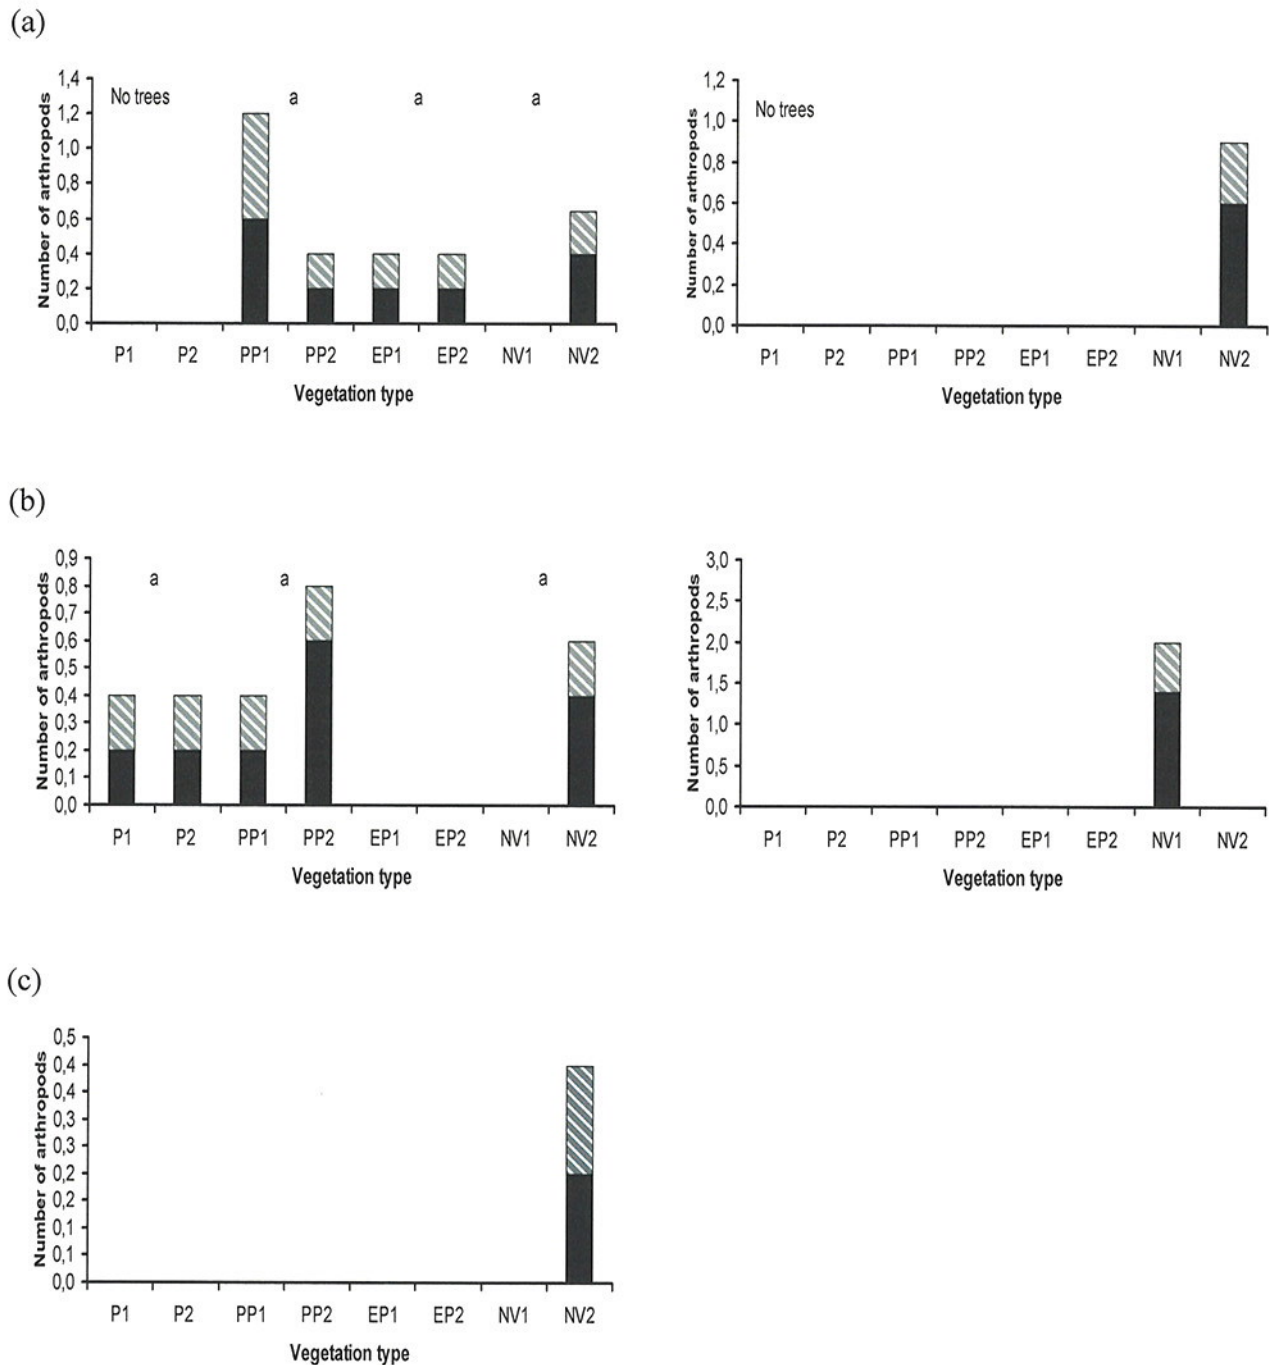 (a)
Number of arthropods
1,4
1,2
1,0
0,8
0,6
0,4
0,2
0,0
No trees a a a
P1 P2 PP1 PP2 EP1 EP2 NV1 NV2
Vegetation type
Number of arthropods
1,2
1,0
0,8
0,6
0,4
0,2
0,0
No trees
P1 P2 PP1 PP2 EP1 EP2 NV1 NV2
Vegetation type
(b)
Number of arthropods
0,9
0,8
0,7
0,6
0,5
0,4
0,3
0,2
0,1
0,0
a a a
P1 P2 PP1 PP2 EP1 EP2 NV1 NV2
Vegetation type
Number of arthropods
3,0
2,5
2,0
1,5
1,0
0,5
0,0
P1 P2 PP1 PP2 EP1 EP2 NV1 NV2
Vegetation type
(c)
Number of arthropods
0,5
0,4
0,4
0,3
0,3
0,2
0,2
0,1
0,1
0,0
P1 P2 PP1 PP2 EP1 EP2 NV1 NV2
Vegetation type